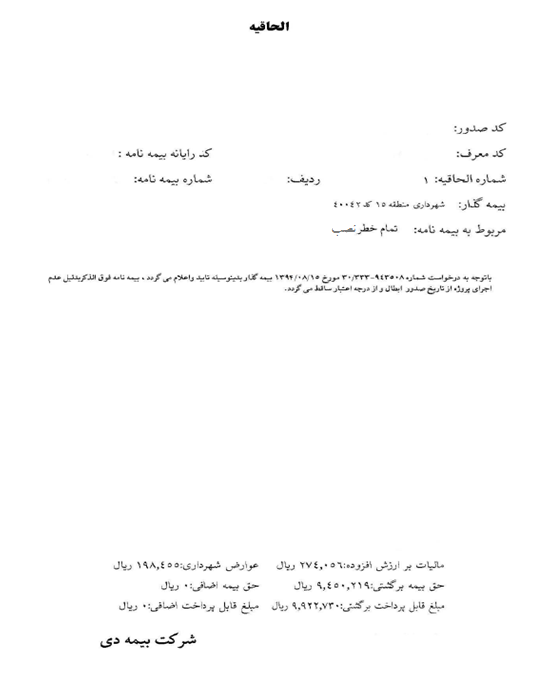 الحاقیه
کد صدور:
کد معرف: کد رایانه بیمه نامه :
شماره الحاقیه: ۱ ردیف: شماره بیمه نامه:
بیمه گذار: شهرداری منطقه ۱۵ کد ۴۰۰۴۲
مربوط به بیمه نامه: تمام خطر نصب
باتوجه به درخواست شماره ۹۴۳۵۰۸-۳۰/۳۳۳ مورخ ۱۳۹۴/۰۸/۱۵ بیمه گذار بدینوسیله تایید واعلام می گردد ، بیمه نامه فوق الذکربدلیل عدم
اجرای پروژه از تاریخ صدور ابطال و از درجه اعتبار ساقط می گردد.
مالیات بر ارزش افزوده:۲۷۴,۰۵۶ ریال عوارض شهرداری:۱۹۸,۴۵۵ ریال
حق بیمه برگشتی:۹,۴۵۰,۲۱۹ ریال حق بیمه اضافی:۰ ریال
مبلغ قابل پرداخت برگشتی:۹,۹۲۲,۷۳۰ ریال مبلغ قابل پرداخت اضافی:۰ ریال
شرکت بیمه دی